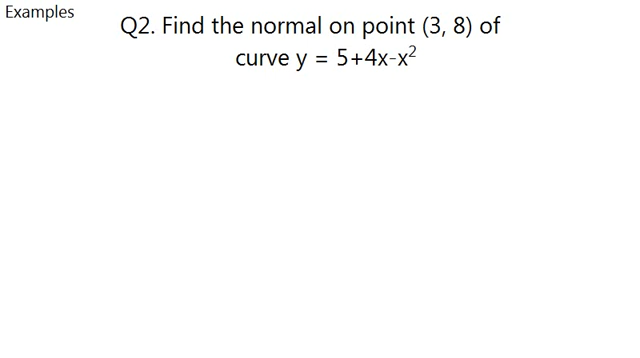 Examples
Q2. Find the normal on point (3, 8) of
curve y = 5+4x-x²